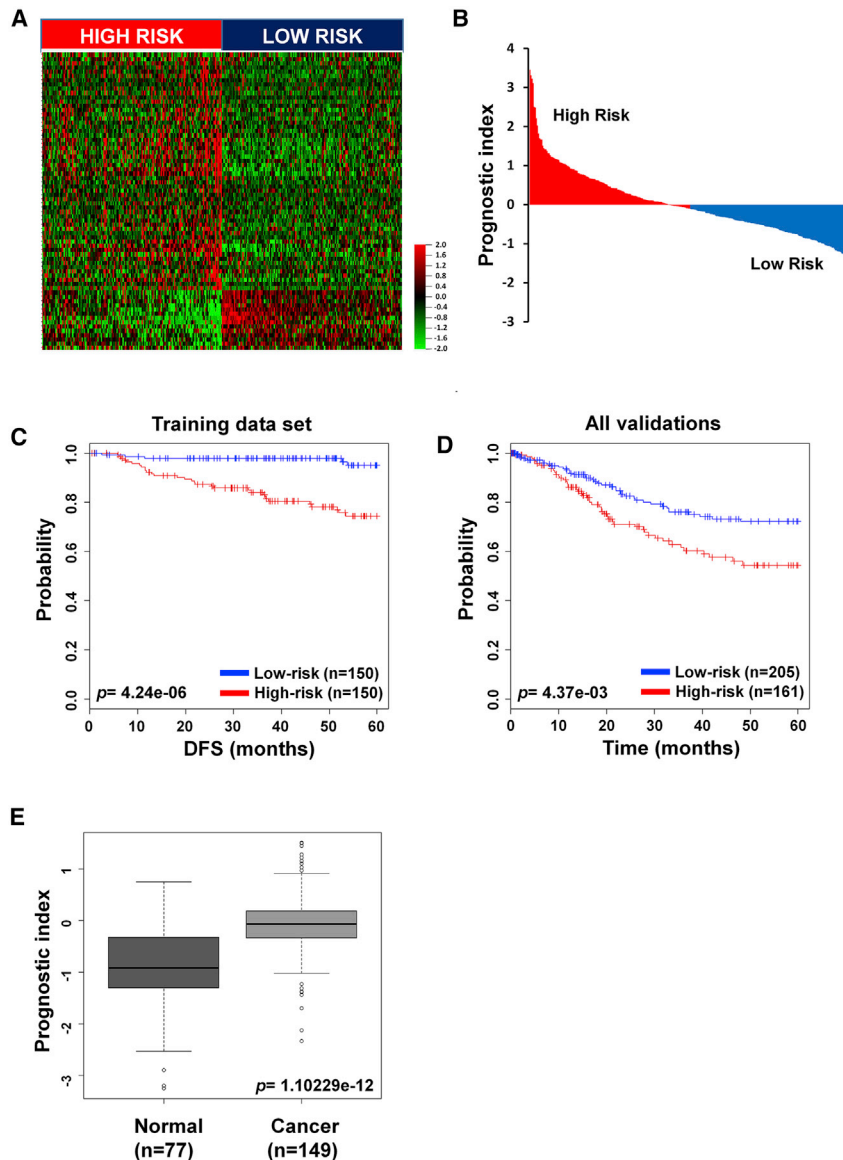 A
HIGH RISK
LOW RISK
2.0
1.6
1.2
0.8
0.4
0.0
-0.4
-0.8
-1.2
-1.6
-2.0
B
Prognostic index
4
3
2
1
0
-1
-2
-3
High Risk
Low Risk
C
Training data set
Probability
1.0
0.8
0.6
0.4
0.2
0.0
Low-risk (n=150)
High-risk (n=150)
p= 4.24e-06
0 10 20 30 40 50 60
DFS (months)
D
All validations
Probability
1.0
0.8
0.6
0.4
0.2
0.0
Low-risk (n=205)
High-risk (n=161)
p= 4.37e-03
0 10 20 30 40 50 60
Time (months)
E
Prognostic index
1
0
-1
-2
-3
p= 1.10229e-12
Normal
(n=77)
Cancer
(n=149)